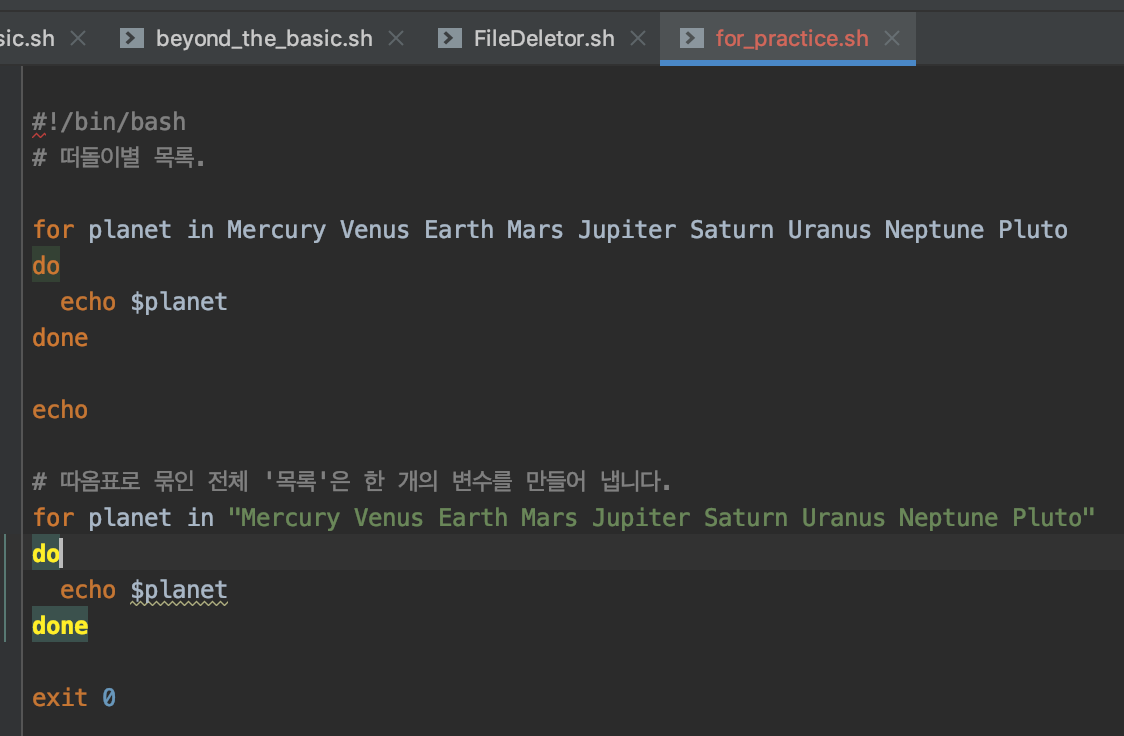 sic.sh beyond_the_basic.sh FileDeletor.sh for_practice.sh
#!/bin/bash
# 떠돌이별 목록.
for planet in Mercury Venus Earth Mars Jupiter Saturn Uranus Neptune Pluto
do
echo $planet
done
echo
# 따옴표로 묶인 전체 '목록'은 한 개의 변수를 만들어 냅니다.
for planet in "Mercury Venus Earth Mars Jupiter Saturn Uranus Neptune Pluto"
do
echo $planet
done
exit 0